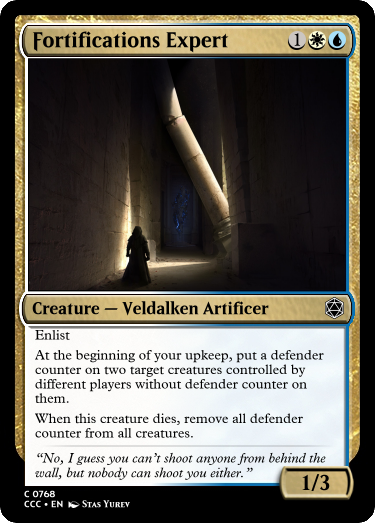 Fortifications Expert 1
Creature — Veldalken Artificer
Enlist
At the beginning of your upkeep, put a defender
counter on two target creatures controlled by
different players without defender counter on
them.
When this creature dies, remove all defender
counter from all creatures.
“No, I guess you can’t shoot anyone from behind the
wall, but nobody can shoot you either.”
1/3
C 0768
CCC • EN Stas Yurev